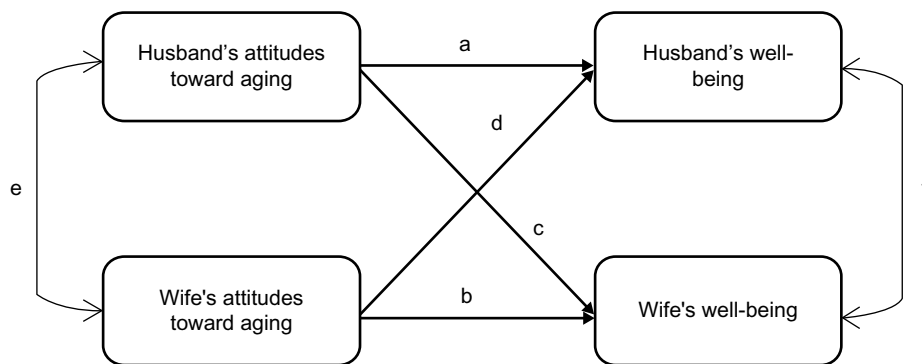 Husband’s attitudes
toward aging
a
Husband’s well-
being
d
e
c
Wife's attitudes
toward aging
b
Wife's well-being